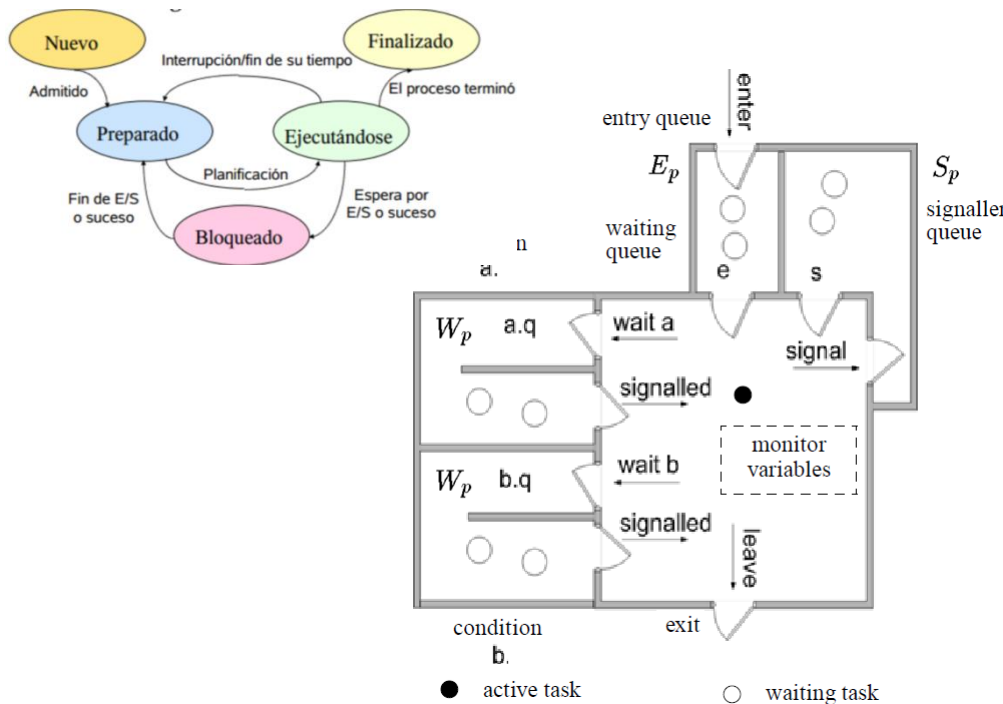 Nuevo
Finalizado
Interrupción/fin de su tiempo
Admitido
El proceso terminó
Preparado
Ejecutándose
Planificación
Fin de E/S
o suceso
Espera por
E/S o suceso
Bloqueado
enter
entry queue
E_p
S_p
signaller
queue
waiting
queue
n
a.
e
s
W_p
a.q
wait a
signal
signalled
monitor
variables
W_p
b.q
wait b
signalled
leave
condition
b.
exit
active task
waiting task